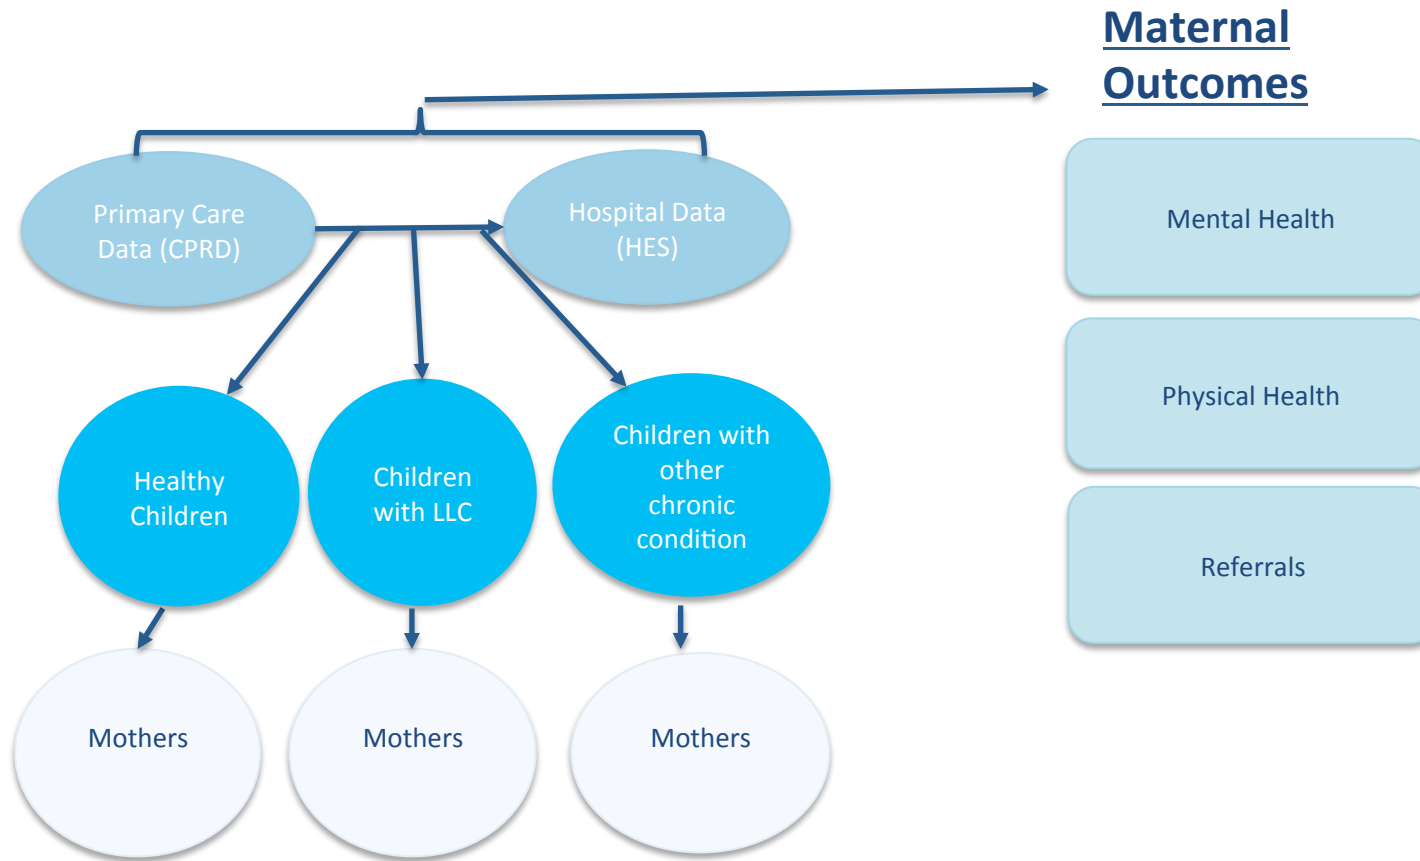 Maternal
Outcomes
Primary Care
Data (CPRD)
Hospital Data
(HES)
Mental Health
Physical Health
Referrals
Healthy
Children
Children
with LLC
Children with
other
chronic
condition
Mothers
Mothers
Mothers